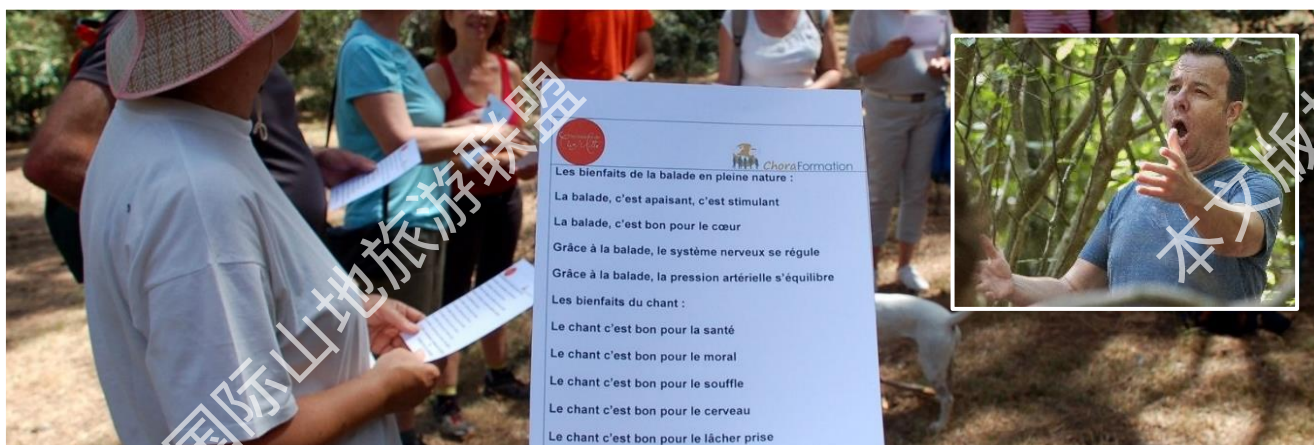 ChoraFormation
Les bienfaits de la balade en pleine nature :
La balade, c'est apaisant, c'est stimulant
La balade, c'est bon pour le cœur
Grâce à la balade, le système nerveux se régule
Grâce à la balade, la pression artérielle s'équilibre
Les bienfaits du chant :
Le chant c'est bon pour la santé
Le chant c'est bon pour le moral
Le chant c'est bon pour le souffle
Le chant c'est bon pour le cerveau
Le chant c'est bon pour le lâcher prise
国际山地旅游联盟
本文版